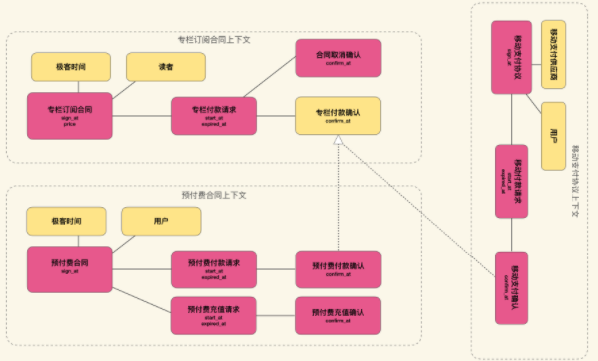 专栏订阅合同上下文
极客时间
读者
合同取消确认
confirm_at
专栏订阅合同
sign_at
price
专栏付款请求
start_at
expired_at
专栏付款确认
confirm_at
预付费合同上下文
极客时间
用户
预付费合同
sign_at
预付费付款请求
start_at
expired_at
预付费付款确认
confirm_at
预付费充值请求
start_at
expired_at
预付费充值确认
confirm_at
移动支付协议上下文
移动支付协议
sign_at
移动支付供应商
用户
移动付款请求
start_at
expired_at
移动支付确认
confirm_at